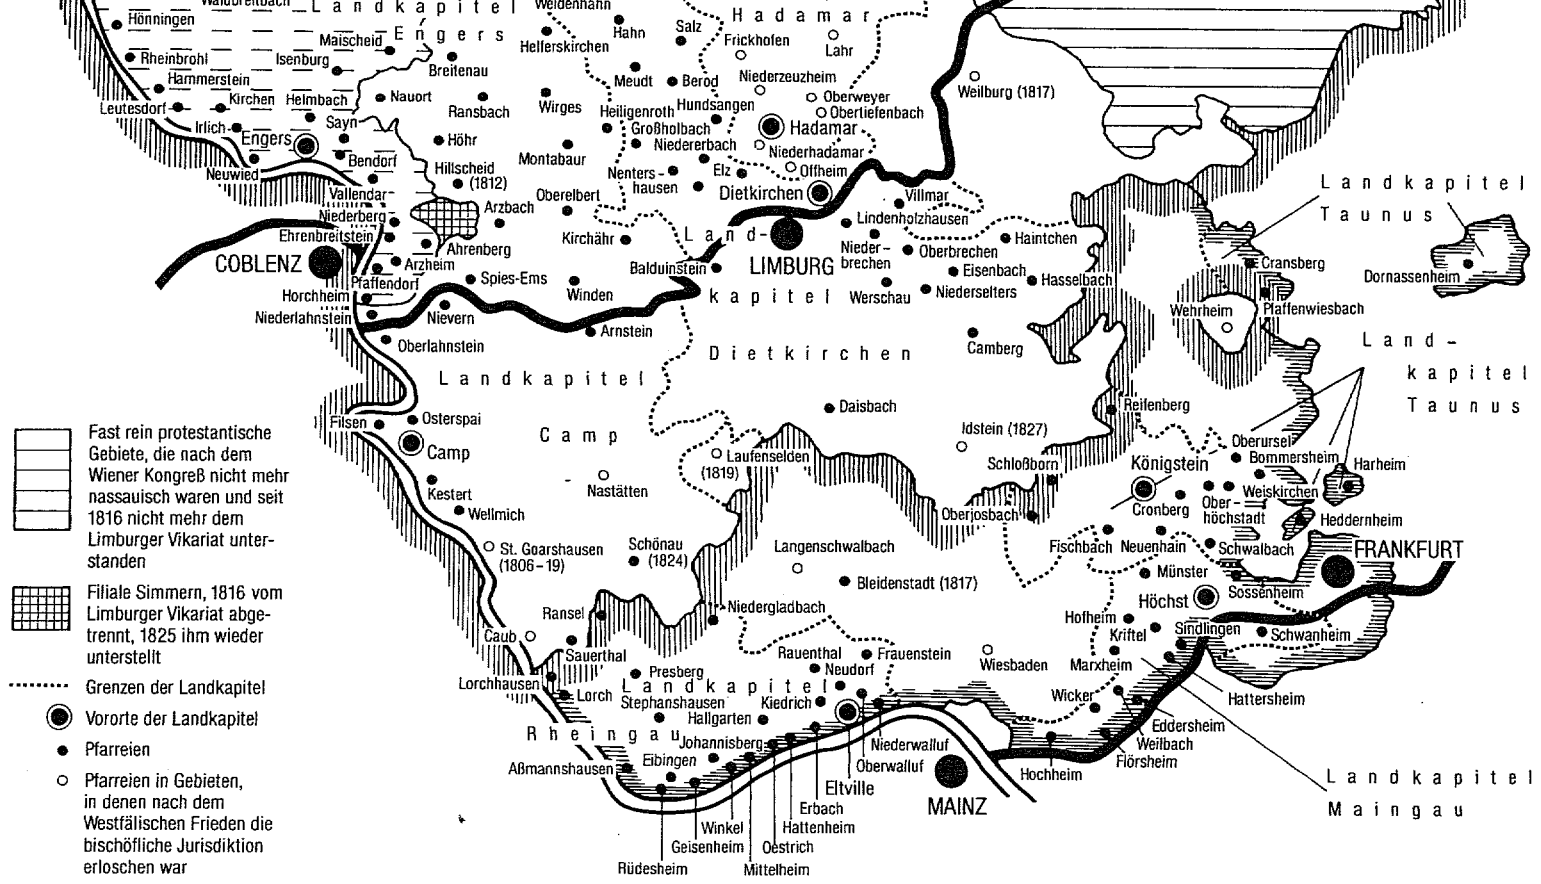 Waldbreitbach
Landkapitel
Engers
Hönningen
Rheinbrohl
Hammerstein
Leutesdorf
Irlich
Kirchen
Isenburg
Maischeid
Helmbach
Sayn
Engers
Neuwied
Bendorf
Vallendar
Niederberg
Ehrenbreitstein
COBLENZ
Pfaffendorf
Arzheim
Horchheim
Niederlahnstein
Breitenau
Nauort
Ransbach
Höhr
Hillscheid
(1812)
Arzbach
Ahrenberg
Spies-Ems
Nievern
Oberlahnstein
Weidenhahn
Helferskirchen
Hahn
Salz
Meudt
Berod
Wirges
Heiligenroth
Hundsangen
Großholbach
Niedererbach
Montabaur
Nenters-
hausen
Elz
Oberelbert
Kirchähr
Balduinstein
Winden
Arnstein
Hadamar
Frickhofen
Lahr
Niederzeuzheim
Oberweyer
Obertiefenbach
Hadamar
Niederhadamar
Offheim
Dietkirchen
Weilburg (1817)
Villmar
Lindenholzhausen
LIMBURG
Nieder-
brechen
Oberbrechen
Haintchen
Eisenbach
Hasselbach
Werschau
Niederselters
Camberg
Land-
kapitel
Dietkirchen
Landkapitel
Taunus
Cransberg
Dornassenheim
Pfaffenwiesbach
Wehrheim
Land-
kapitel
Taunus
Landkapitel
Camp
Filsen
Osterspai
Camp
Kestert
Wellmich
Nastätten
Laufenselden
(1819)
Daisbach
Idstein (1827)
Schloßborn
Reifenberg
Königstein
Cronberg
Oberursel
Bommersheim
Harheim
Weiskirchen
Ober-
höchstadt
Heddernheim
Oberjosbach
Fischbach
Neuenhain
Schwalbach
FRANKFURT
St. Goarshausen
(1806-19)
Schönau
(1824)
Langenschwalbach
Bleidenstadt (1817)
Münster
Höchst
Sossenheim
Ransel
Niedergladbach
Hofheim
Kriftel
Sindlingen
Schwanheim
Caub
Sauerthal
Rauenthal
Frauenstein
Wiesbaden
Marxheim
Lorchhausen
Lorch
Presberg
Neudorf
Landkapitel
Rheingau
Stephanshausen
Kiedrich
Hallgarten
Wicker
Hattersheim
Eddersheim
Weilbach
Flörsheim
Hochheim
Johannisberg
Eibingen
Aßmannshausen
Niederwalluf
Oberwalluf
Eltville
MAINZ
Erbach
Hattenheim
Winkel
Geisenheim
Oestrich
Rüdesheim
Mittelheim
Landkapitel
Maingau
Fast rein protestantische
Gebiete, die nach dem
Wiener Kongreß nicht mehr
nassauisch waren und seit
1816 nicht mehr dem
Limburger Vikariat unter-
standen
Filiale Simmern, 1816 vom
Limburger Vikariat abge-
trennt, 1825 ihm wieder
unterstellt
Grenzen der Landkapitel
Vororte der Landkapitel
Pfarreien
Pfarreien in Gebieten,
in denen nach dem
Westfälischen Frieden die
bischöfliche Jurisdiktion
erloschen war